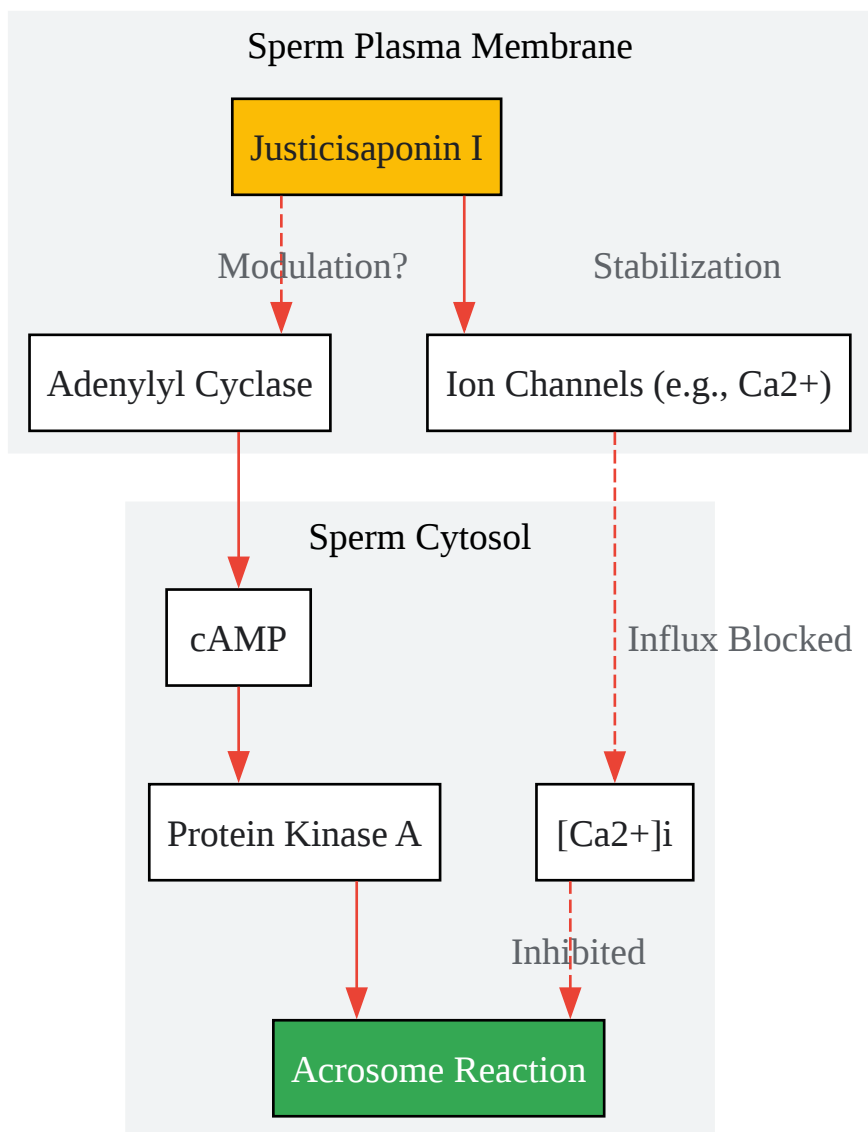 Sperm Plasma Membrane
Justicisaponin I
Modulation?
Stabilization
Adenylyl Cyclase
Ion Channels (e.g., Ca2+)
Sperm Cytosol
cAMP
Influx Blocked
Protein Kinase A
[Ca2+]i
Inhibited
Acrosome Reaction